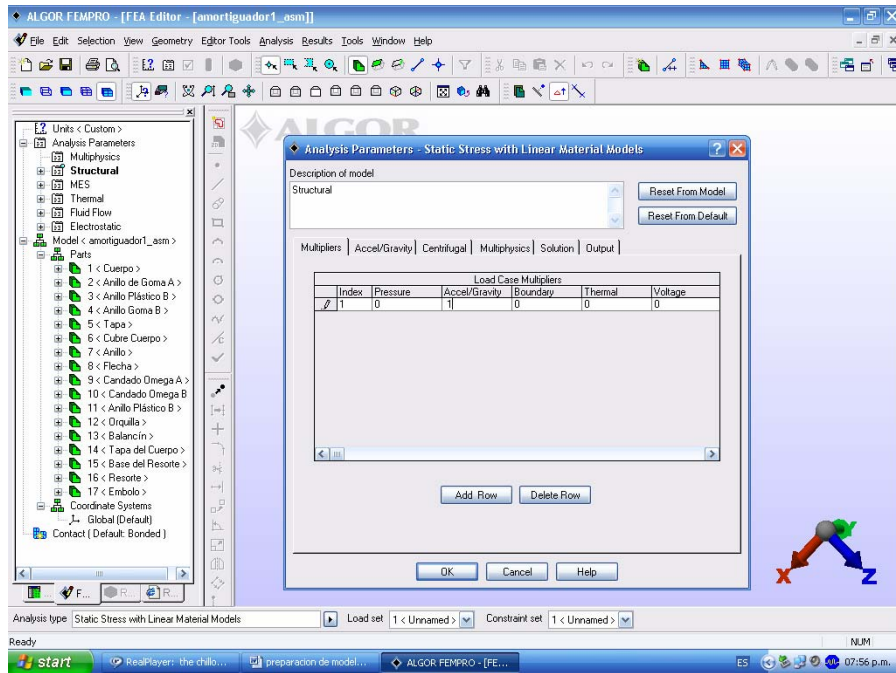 ALGOR FEMPRO - [FEA Editor - [amortiguador1_asm]]
File Edit Selection View Geometry Editor Tools Analysis Results Tools Window Help
ALGOR
Units < Custom >
Analysis Parameters
Multiphysics
Structural
MES
Thermal
Fluid Flow
Electrostatic
Model < amortiguador1_asm >
Parts
1 < Cuerpo >
2 < Anillo de Goma A >
3 < Anillo Plástico B >
4 < Anillo Goma B >
5 < Tapa >
6 < Cubre Cuerpo >
7 < Anillo >
8 < Flecha >
9 < Candado Omega A >
10 < Candado Omega B
11 < Anillo Plástico B >
12 < Orquilla >
13 < Balancín >
14 < Tapa del Cuerpo >
15 < Base del Resorte >
16 < Resorte >
17 < Embolo >
Coordinate Systems
Global (Default)
Contact ( Default: Bonded )
F... R... R...
Analysis Parameters - Static Stress with Linear Material Models
Description of model
Structural
Reset From Model
Reset From Default
Multipliers Accel/Gravity Centrifugal Multiphysics Solution Output
Load Case Multipliers
Index Pressure Accel/Gravity Boundary Thermal Voltage
1 0 1 0 0 0
Add Row Delete Row
OK Cancel Help
X Y Z
Analysis type Static Stress with Linear Material Models Load set 1 < Unnamed > Constraint set 1 < Unnamed >
Ready NUM
start RealPlayer: the chillo... preparacion de model... ALGOR FEMPRO - [FE... ES 07:56 p.m.